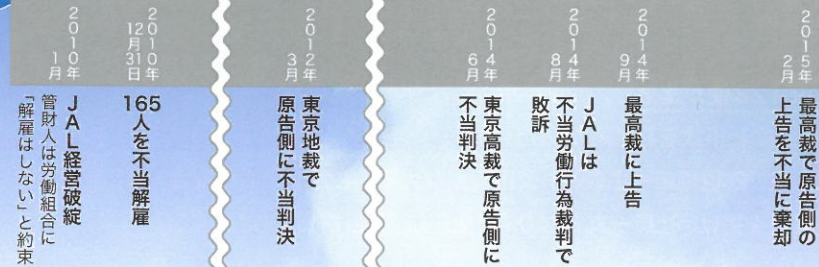 2010年
1月
JAL経営破綻
管財人は労働組合に
「解雇はしない」と約束
2010年
12月
31日
165
人を不当解雇
2012年
3月
東京地裁で
原告側に不当判決
2014年
6月
東京高裁で原告側に
不当判決
2014年
8月
JALは
不当労働行為裁判で
敗訴
2014年
9月
最高裁に上告
2015年
2月
最高裁で原告側の
上告を不当に棄却